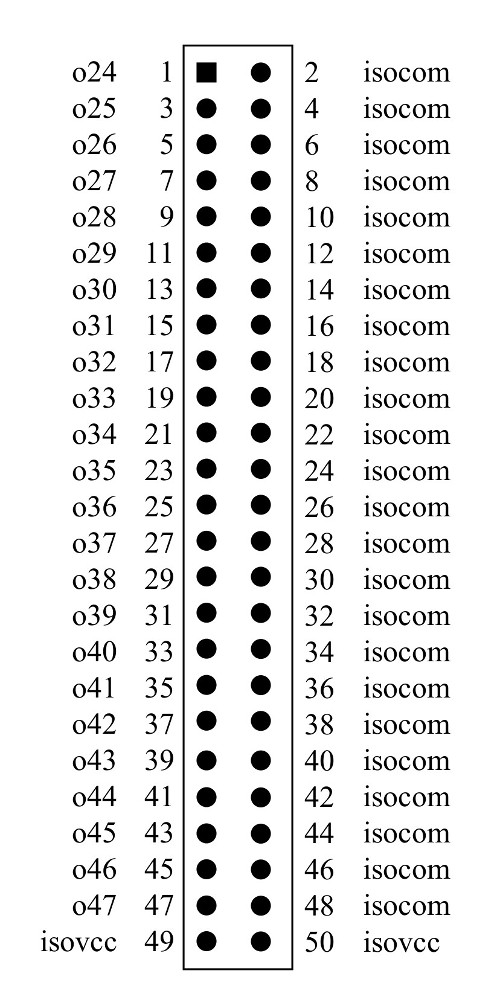 o24 1 2 isocom
o25 3 4 isocom
o26 5 6 isocom
o27 7 8 isocom
o28 9 10 isocom
o29 11 12 isocom
o30 13 14 isocom
o31 15 16 isocom
o32 17 18 isocom
o33 19 20 isocom
o34 21 22 isocom
o35 23 24 isocom
o36 25 26 isocom
o37 27 28 isocom
o38 29 30 isocom
o39 31 32 isocom
o40 33 34 isocom
o41 35 36 isocom
o42 37 38 isocom
o43 39 40 isocom
o44 41 42 isocom
o45 43 44 isocom
o46 45 46 isocom
o47 47 48 isocom
isovcc 49 50 isovcc